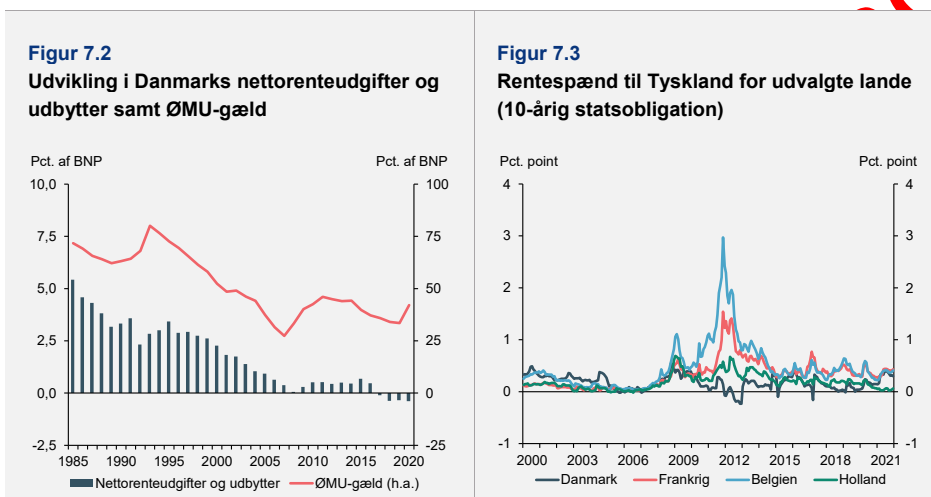 Figur 7.2
Udvikling i Danmarks nettorenteudgifter og
udbytter samt ØMU-gæld
Pct. af BNP
Pct. af BNP
10,0
7,5
5,0
2,5
0,0
-2,5
100
75
50
25
0
-25
1985 1990 1995 2000 2005 2010 2015 2020
Nettorenteudgifter og udbytter ØMU-gæld (h.a.)
Figur 7.3
Rentespænd til Tyskland for udvalgte lande
(10-årig statsobligation)
Pct. point
Pct. point
4
3
2
1
0
-1
4
3
2
1
0
-1
2000 2003 2006 2009 2012 2015 2018 2021
Danmark Frankrig Belgien Holland